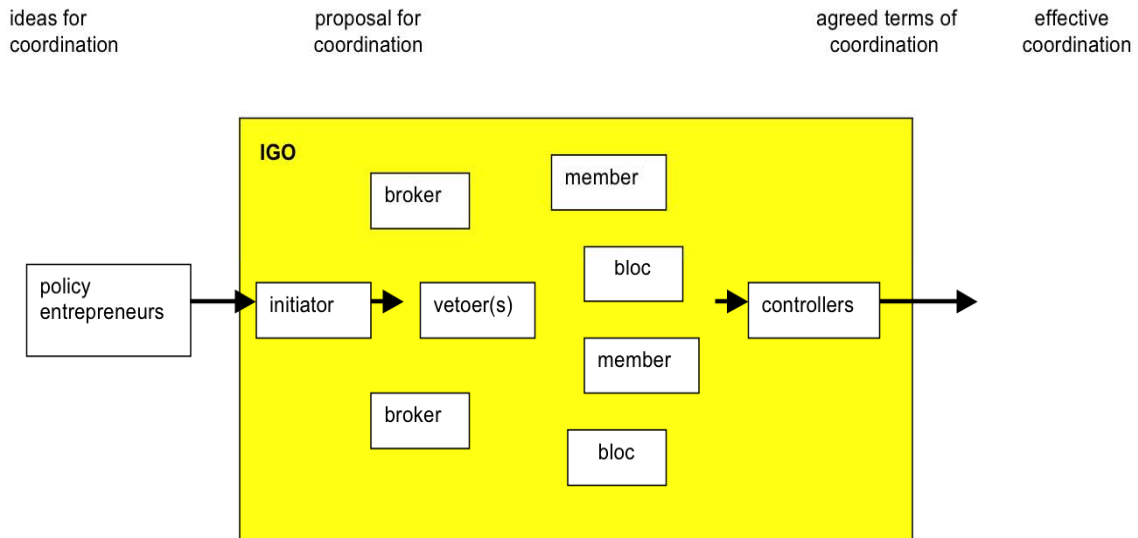 ideas for
coordination
proposal for
coordination
agreed terms of
coordination
effective
coordination
IGO
broker
member
bloc
policy
entrepreneurs
initiator
vetoer(s)
controllers
member
broker
bloc